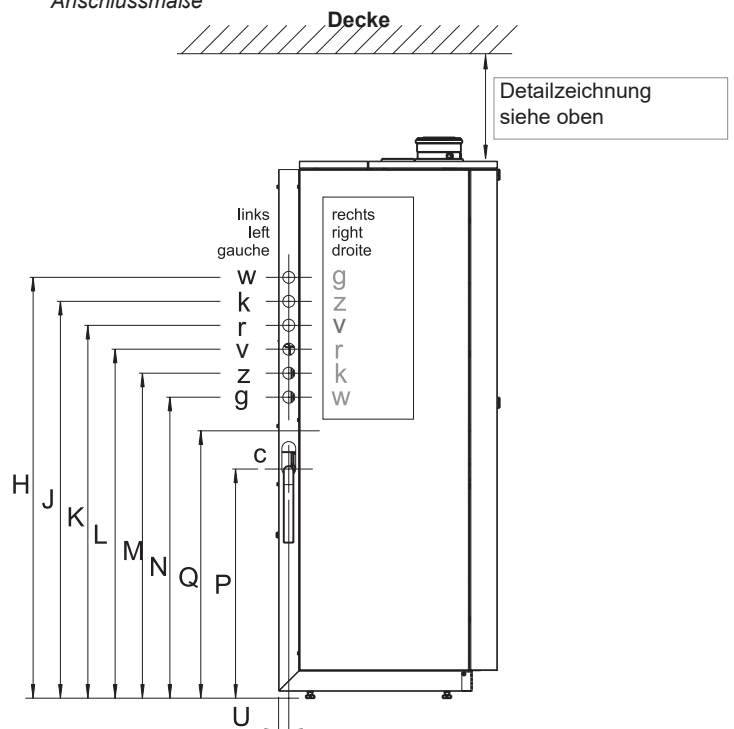 Anschlussmaße
Decke
Detailzeichnung
siehe oben
links
left
gauche
rechts
right
droite
w g
k z
r v
v r
z k
g w
c
H
J
K
L
M
N
Q
P
U